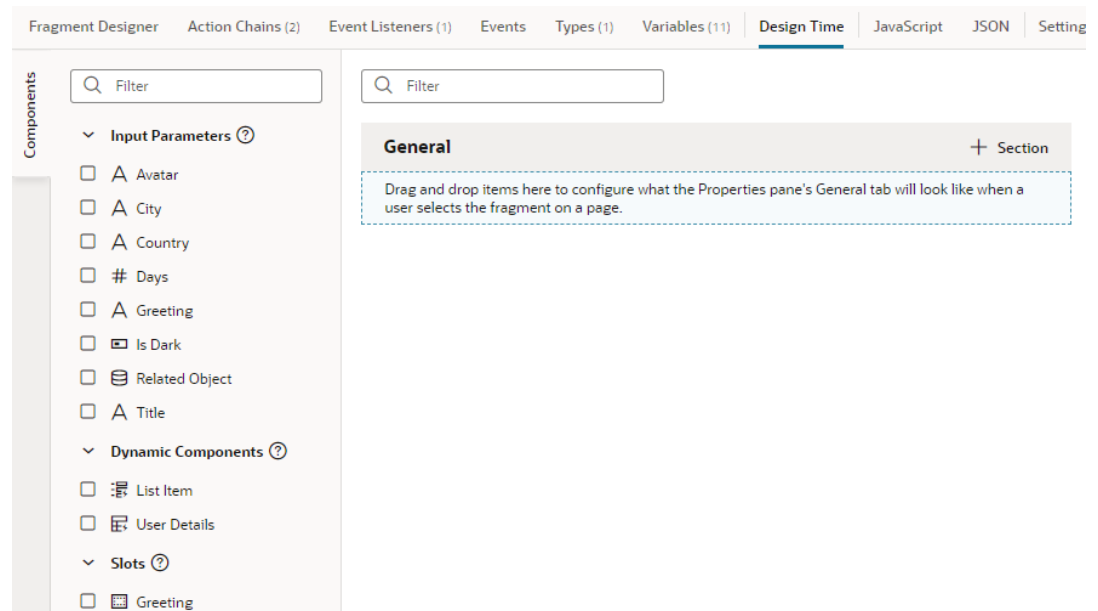 Fragment Designer Action Chains (2) Event Listeners (1) Events Types (1) Variables (11) Design Time JavaScript JSON Setting
Components
Filter
Input Parameters ?
Avatar
City
Country
# Days
Greeting
Is Dark
Related Object
Title
Dynamic Components ?
List Item
User Details
Slots ?
Greeting
Filter
General + Section
Drag and drop items here to configure what the Properties pane's General tab will look like when a
user selects the fragment on a page.